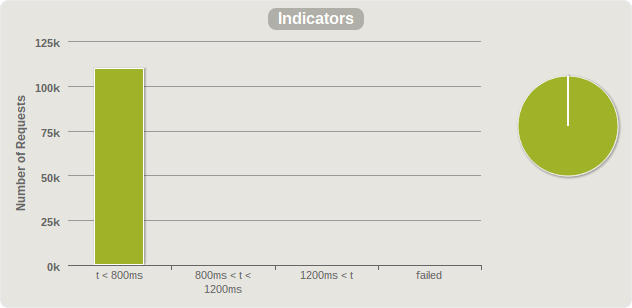 Indicators
125k
100k
75k
50k
25k
0k
Number of Requests
t < 800ms
800ms < t <
1200ms
1200ms < t
failed